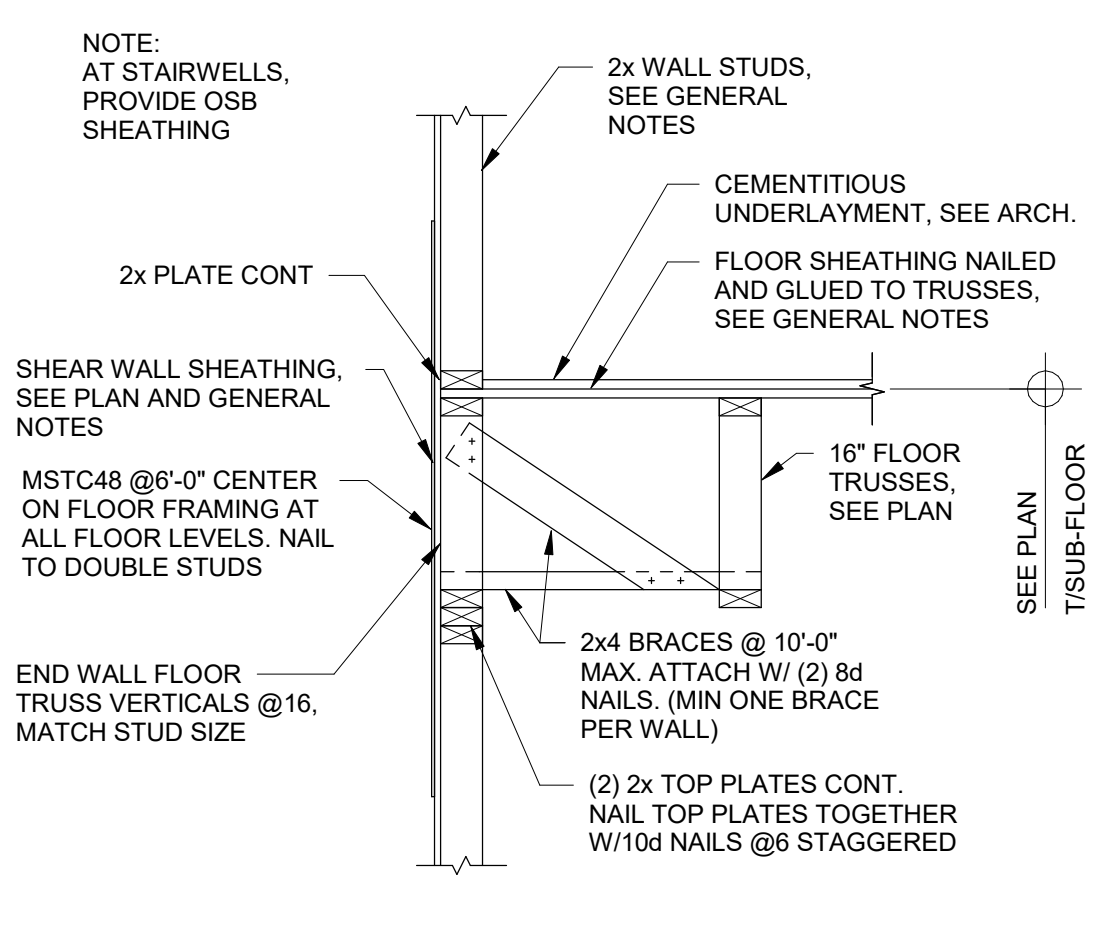 NOTE:
AT STAIRWELLS,
PROVIDE OSB
SHEATHING
2x WALL STUDS,
SEE GENERAL
NOTES
CEMENTITIOUS
UNDERLAYMENT, SEE ARCH.
FLOOR SHEATHING NAILED
AND GLUED TO TRUSSES,
SEE GENERAL NOTES
2x PLATE CONT
SHEAR WALL SHEATHING,
SEE PLAN AND GENERAL
NOTES
MSTC48 @6'-0" CENTER
ON FLOOR FRAMING AT
ALL FLOOR LEVELS. NAIL
TO DOUBLE STUDS
16" FLOOR
TRUSSES,
SEE PLAN
SEE PLAN
T/SUB-FLOOR
END WALL FLOOR
TRUSS VERTICALS @16,
MATCH STUD SIZE
2x4 BRACES @ 10'-0"
MAX. ATTACH W/ (2) 8d
NAILS. (MIN ONE BRACE
PER WALL)
(2) 2x TOP PLATES CONT.
NAIL TOP PLATES TOGETHER
W/10d NAILS @6 STAGGERED